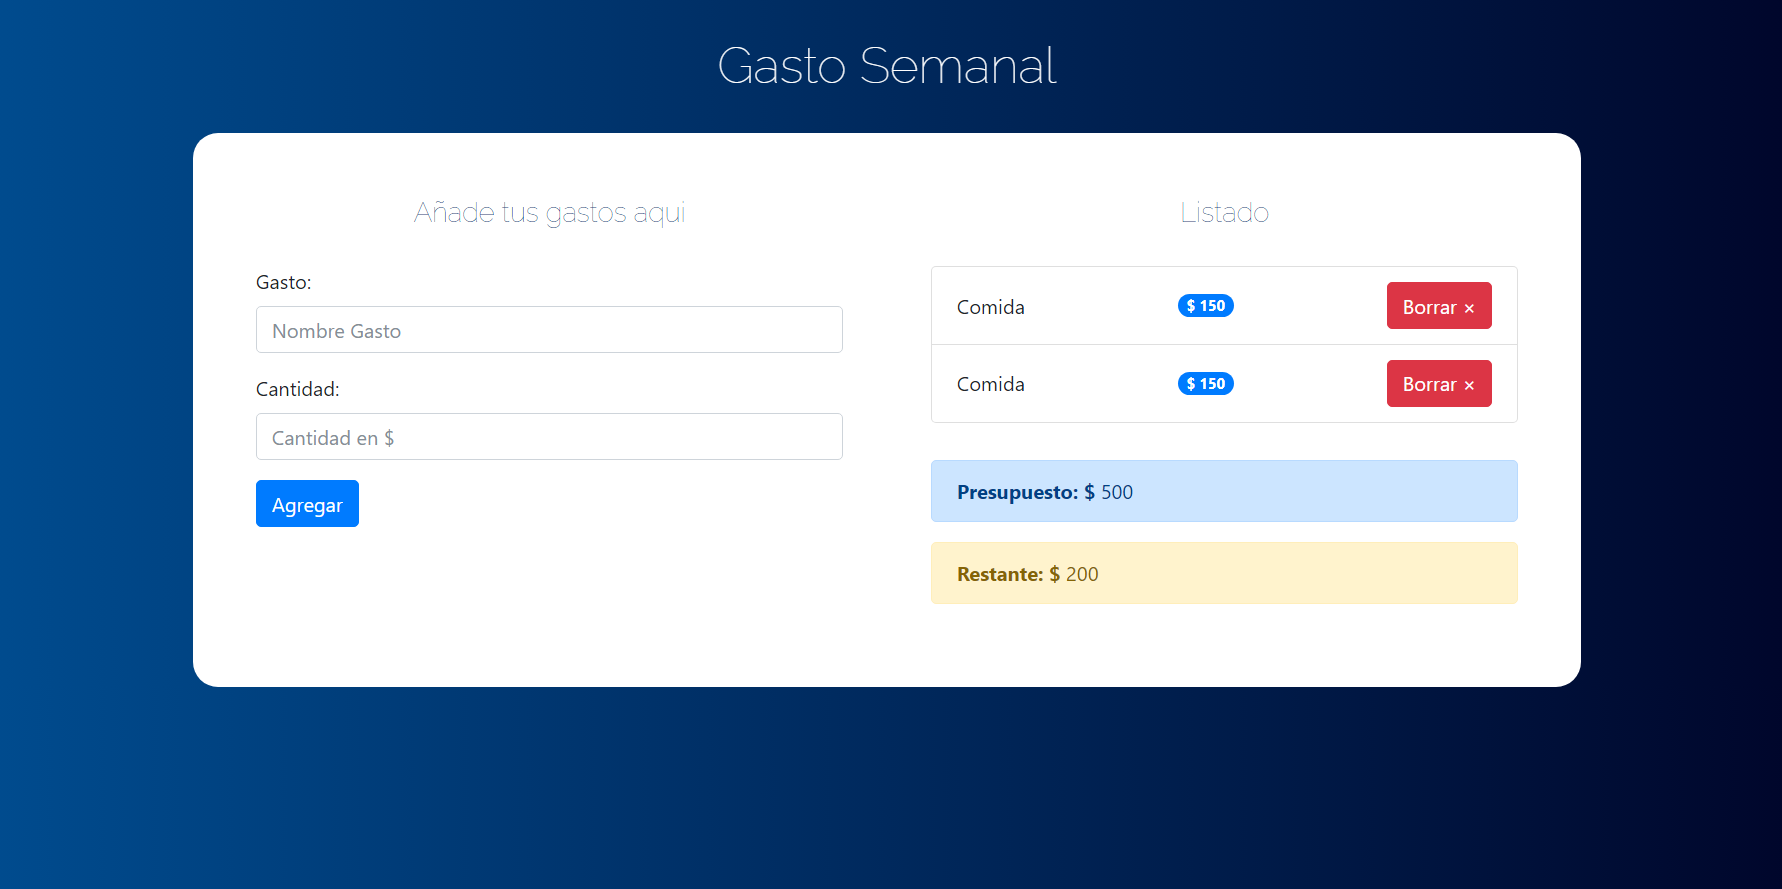 Gasto Semanal
Añade tus gastos aqui
Gasto:
Nombre Gasto
Cantidad:
Cantidad en $
Agregar
Listado
Comida $ 150 Borrar ×
Comida $ 150 Borrar ×
Presupuesto: $ 500
Restante: $ 200